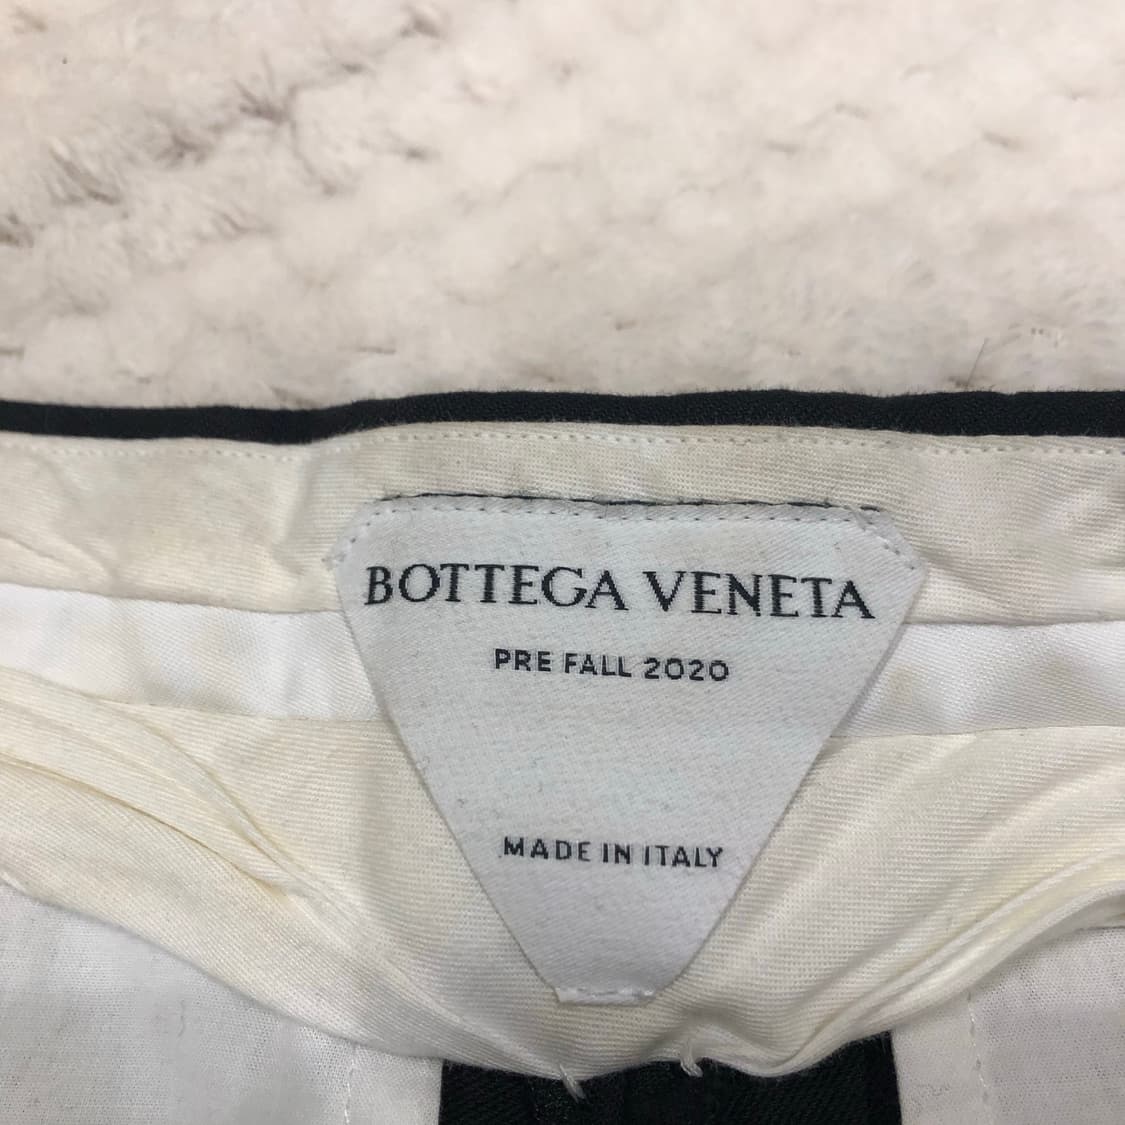 BOTTEGA VENETA
PRE FALL 2020
MADE IN ITALY